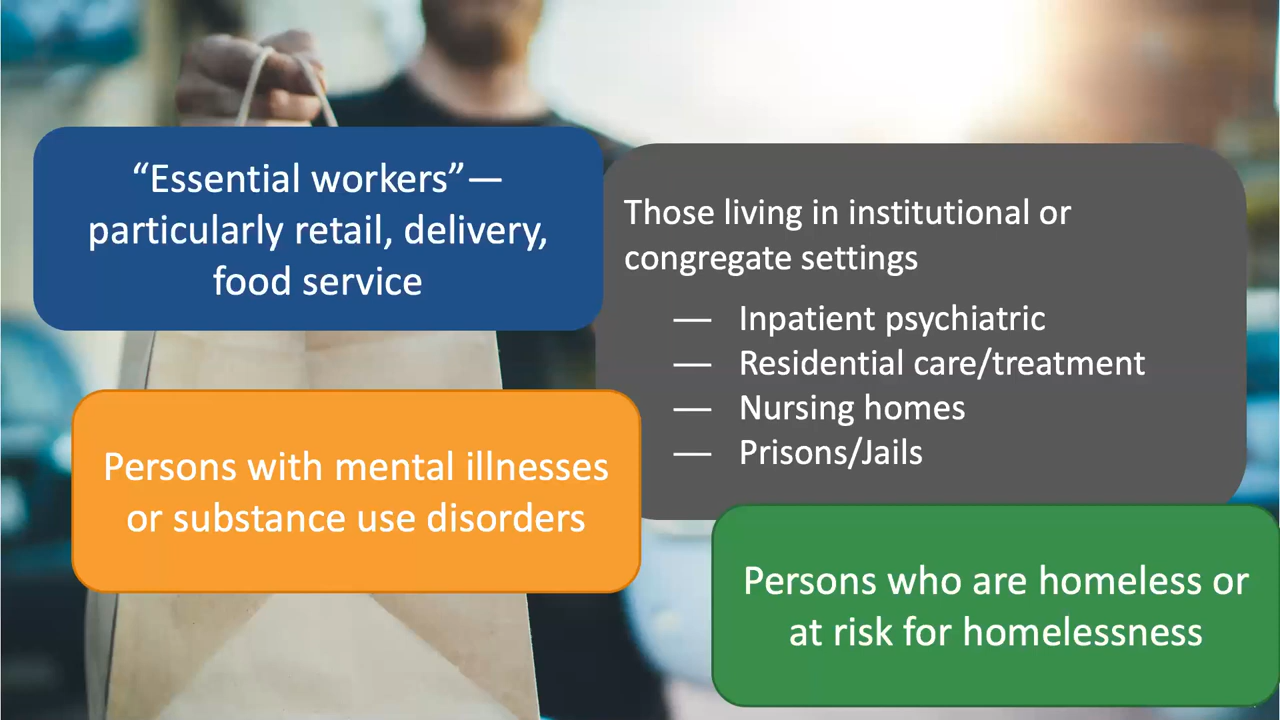 “Essential workers”—
particularly retail, delivery,
food service
Those living in institutional or
congregate settings
— Inpatient psychiatric
— Residential care/treatment
— Nursing homes
— Prisons/Jails
Persons with mental illnesses
or substance use disorders
Persons who are homeless or
at risk for homelessness